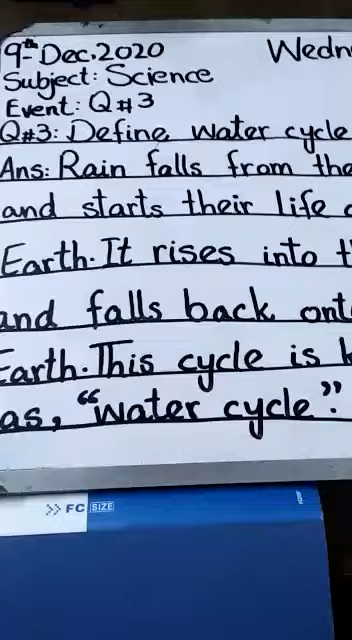 9th Dec.2020 Wedn
Subject: Science
Event: Q#3
Q#3: Define water cycle
Ans: Rain falls from the
and starts their life
Earth. It rises into t
and falls back ont
Earth. This cycle is k
as, "water cycle".
>> FC SIZE